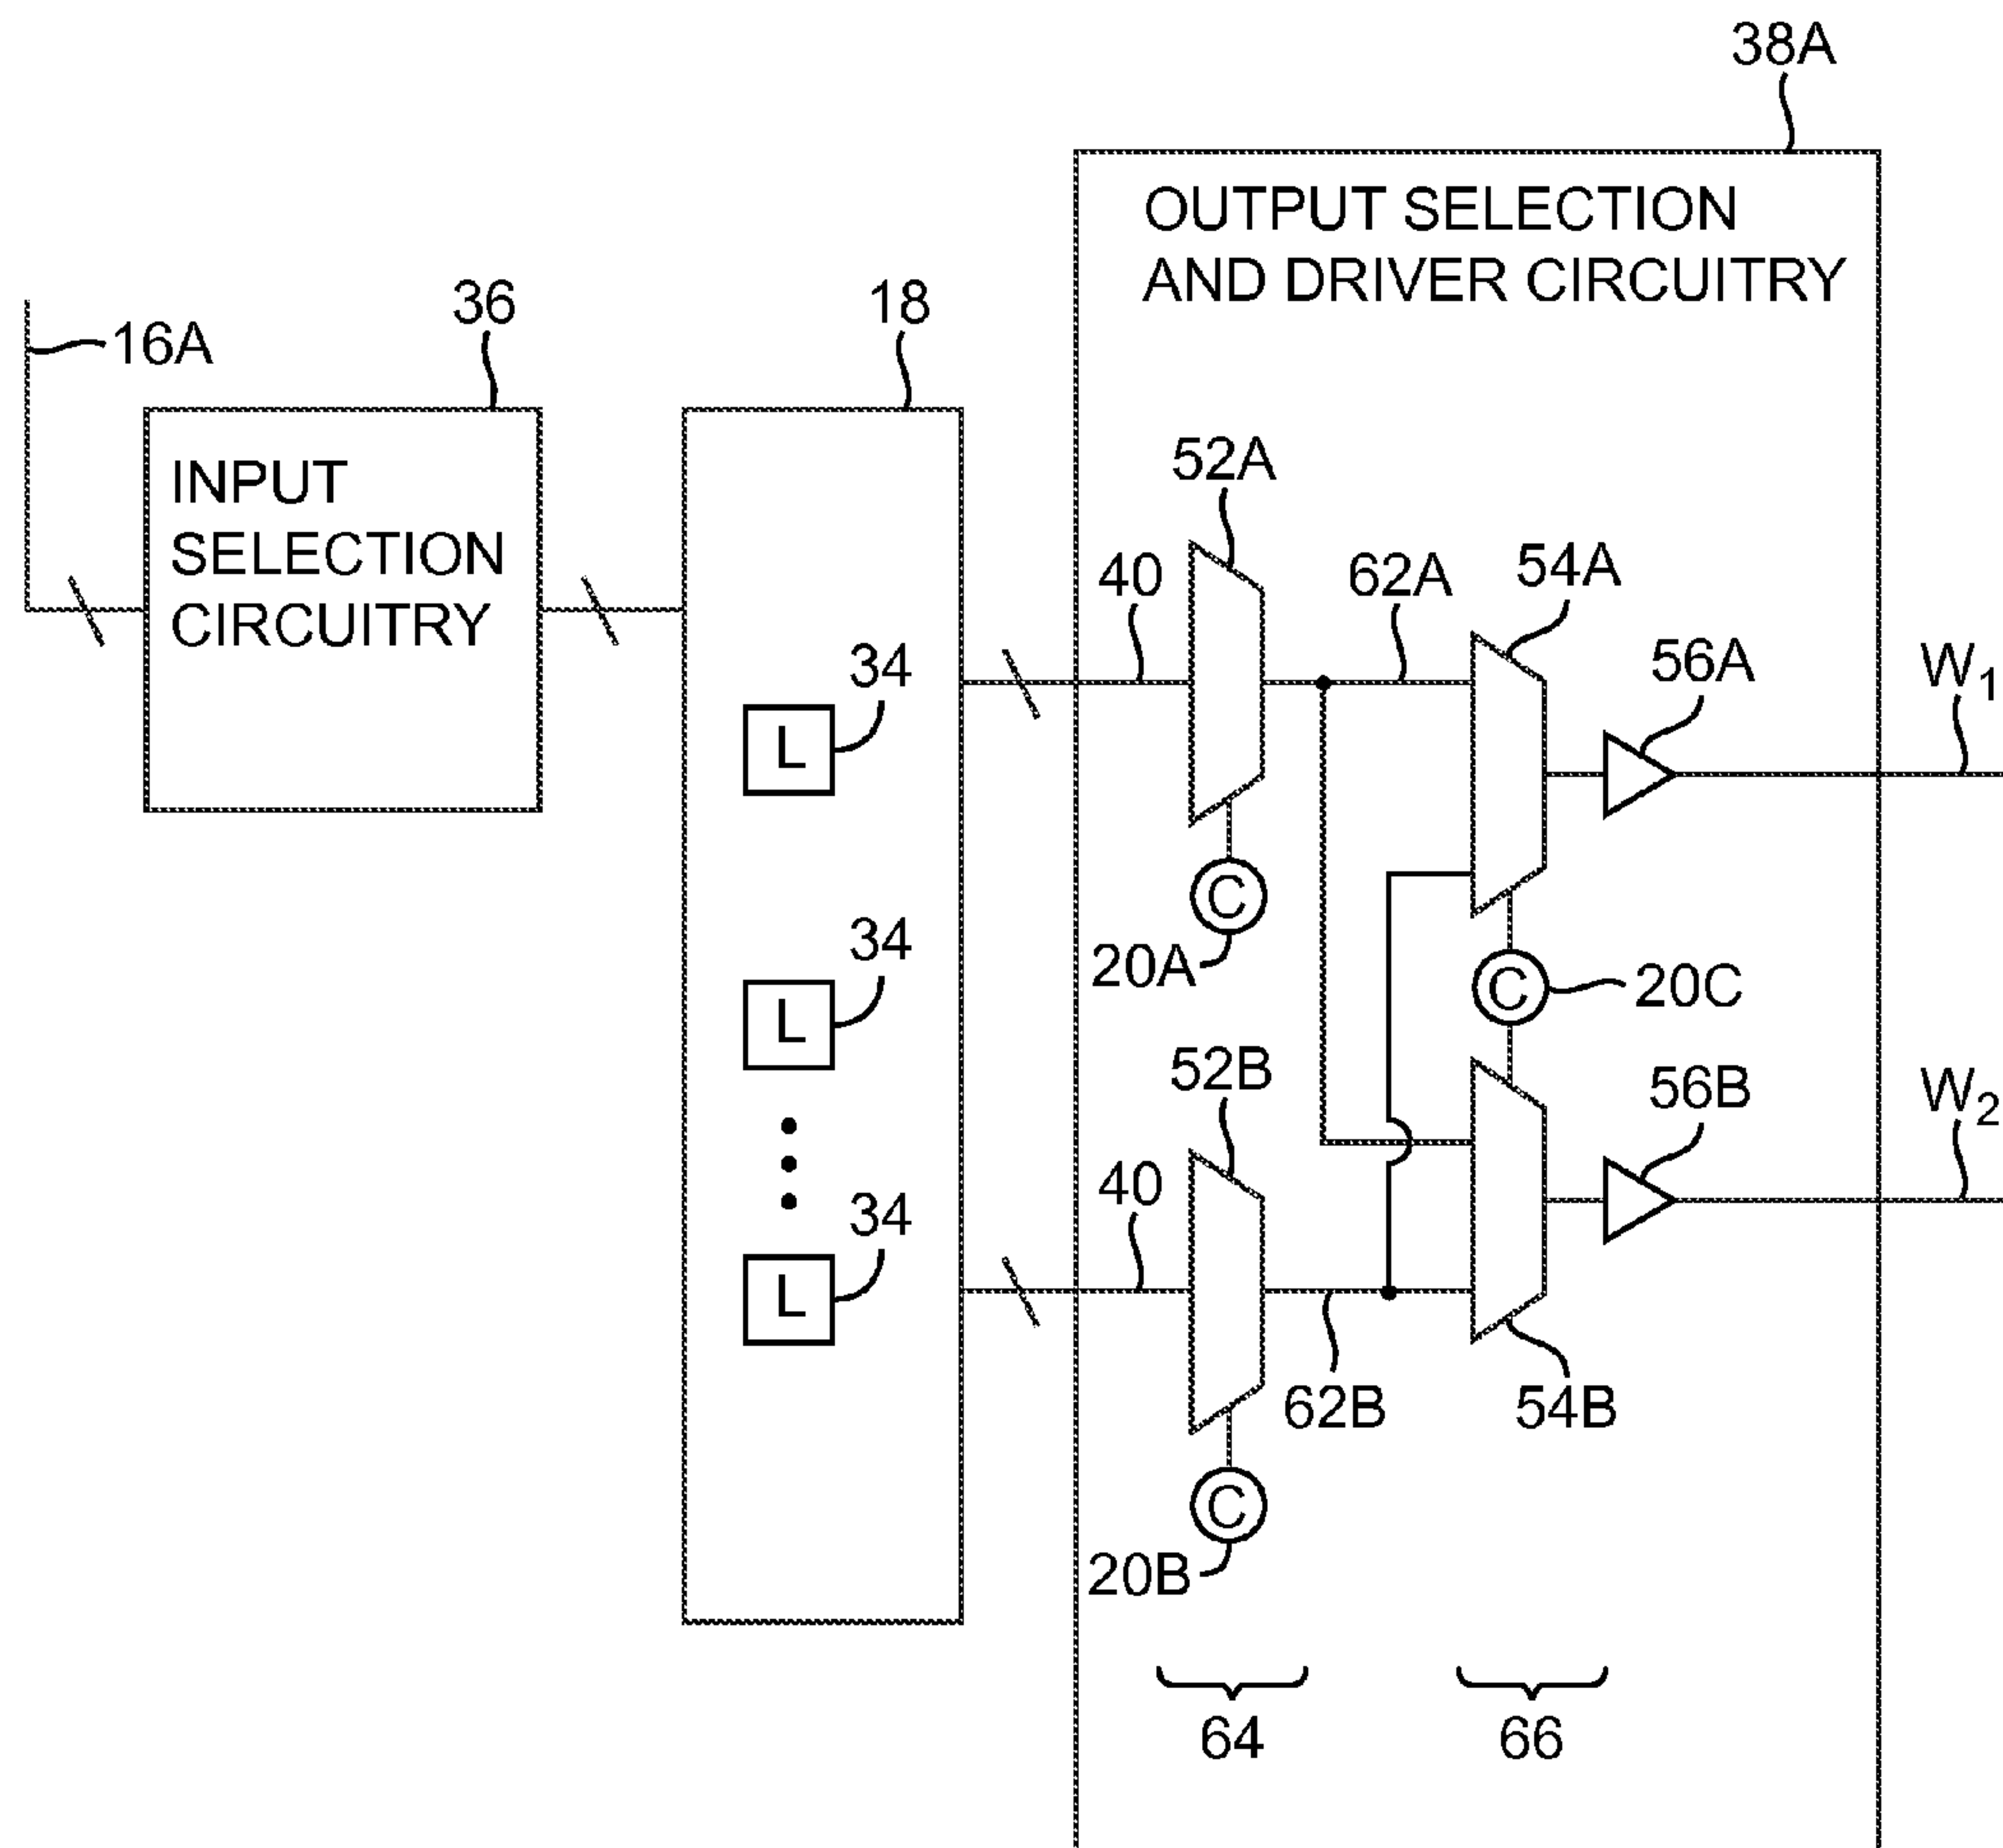 38A
OUTPUT SELECTION
AND DRIVER CIRCUITRY
16A
36
18
INPUT
SELECTION
CIRCUITRY
52A
40
62A
54A
34
L
56A
W1
C
20A
34
L
C
20C
52B
56B
W2
40
34
L
62B
54B
C
20B
64
66